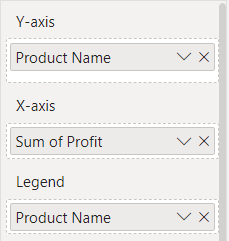 Y-axis
Product Name
X-axis
Sum of Profit
Legend
Product Name